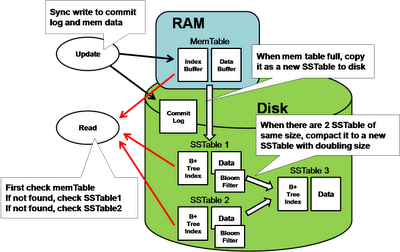 Sync write to commit
log and mem data
RAM
MemTable
Update
Index
Buffer
Data
Buffer
When mem table full, copy
it as a new SSTable to disk
Commit
Log
Disk
Read
When there are 2 SSTable of
same size, compact it to a new
SSTable with doubling size
SSTable 1
B+
Tree
Index
Data
Bloom
Filter
SSTable 3
B+
Tree
Index
Data
First check memTable
If not found, check SSTable1
If not found, check SSTable2
SSTable 2
B+
Tree
Index
Data
Bloom
Filter